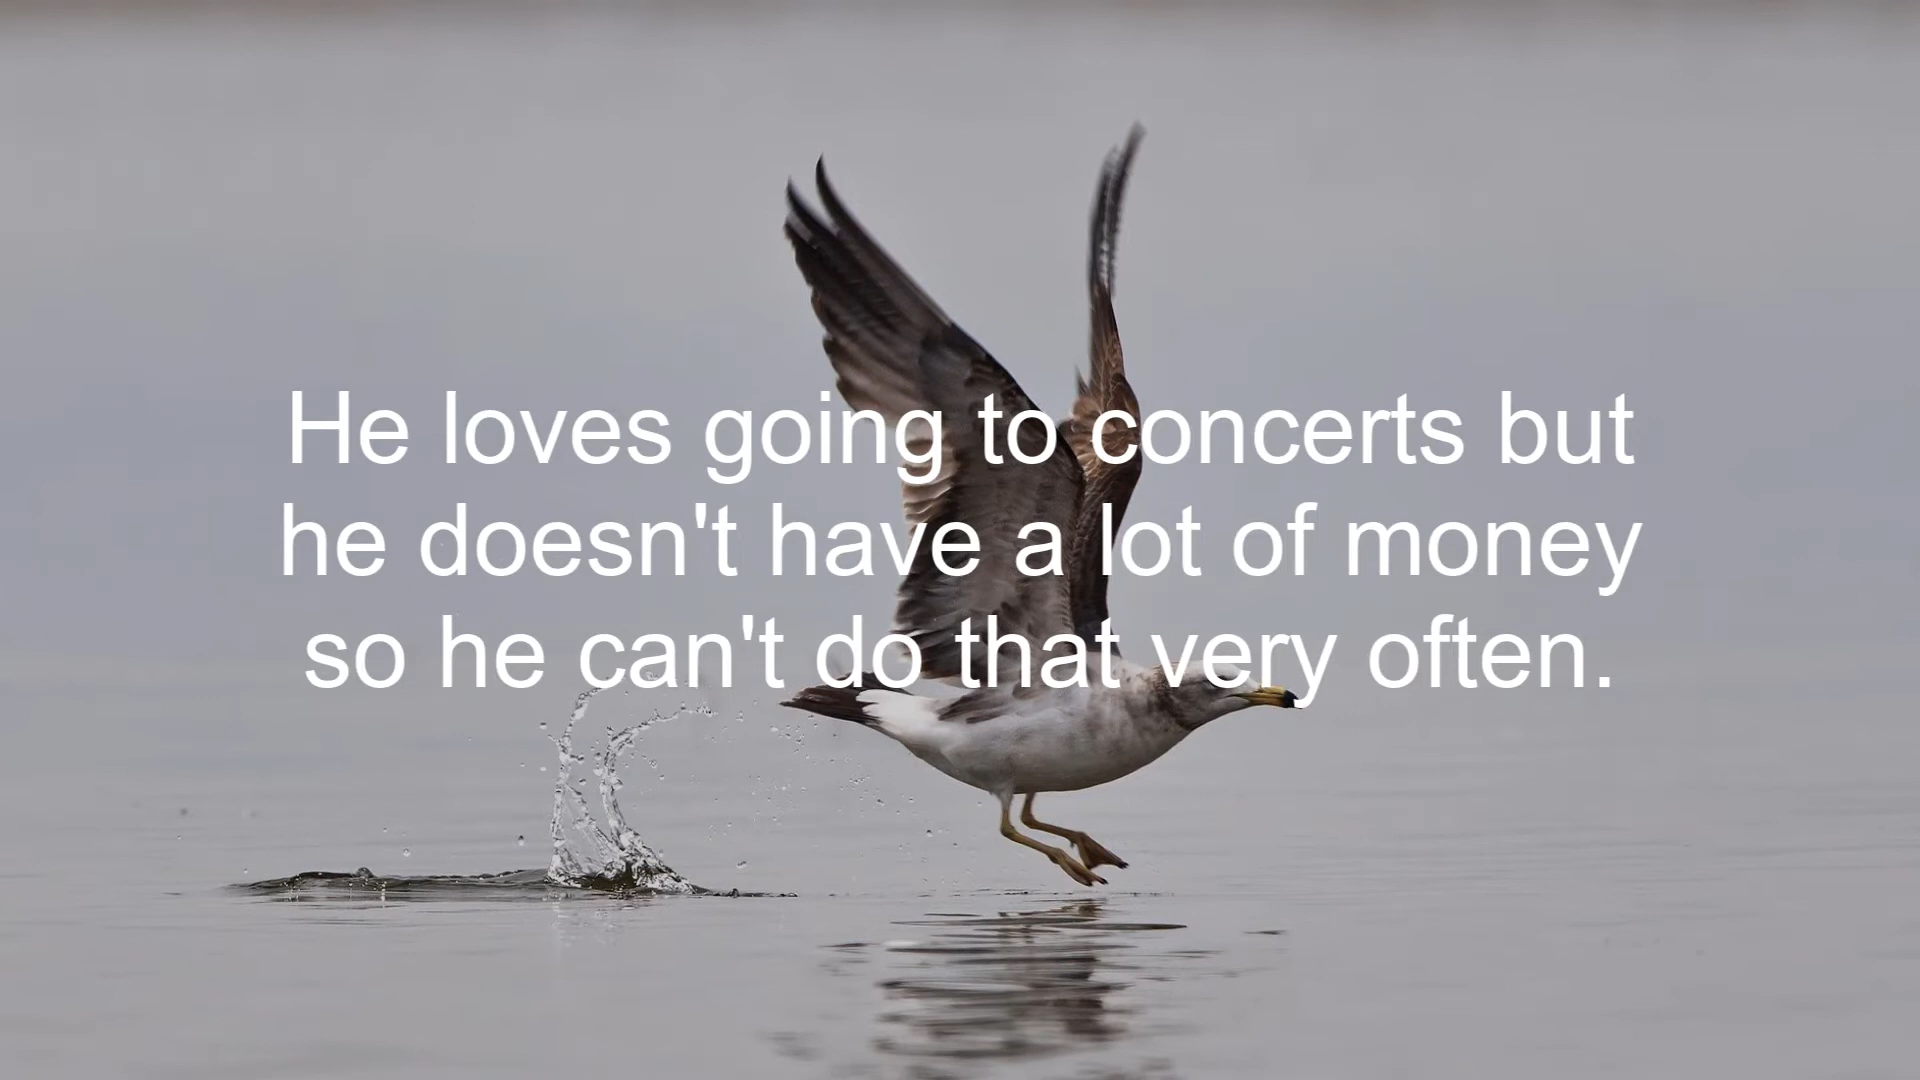 He loves going to concerts but
he doesn't have a lot of money
so he can't do that very often.